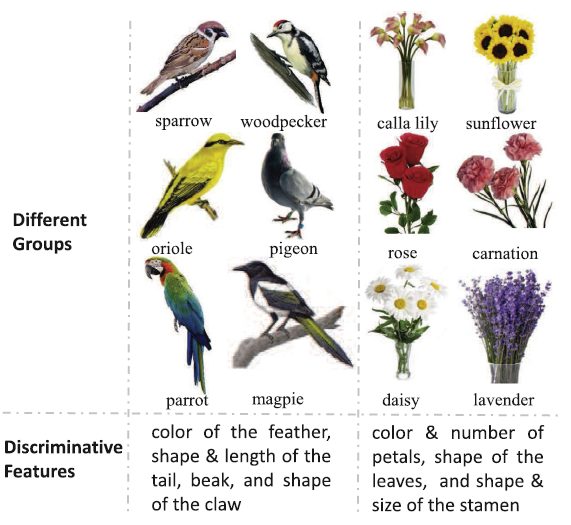 sparrow woodpecker calla lily sunflower
Different
Groups
oriole pigeon rose carnation
parrot magpie daisy lavender
Discriminative
Features
color of the feather,
shape & length of the
tail, beak, and shape
of the claw
color & number of
petals, shape of the
leaves, and shape &
size of the stamen